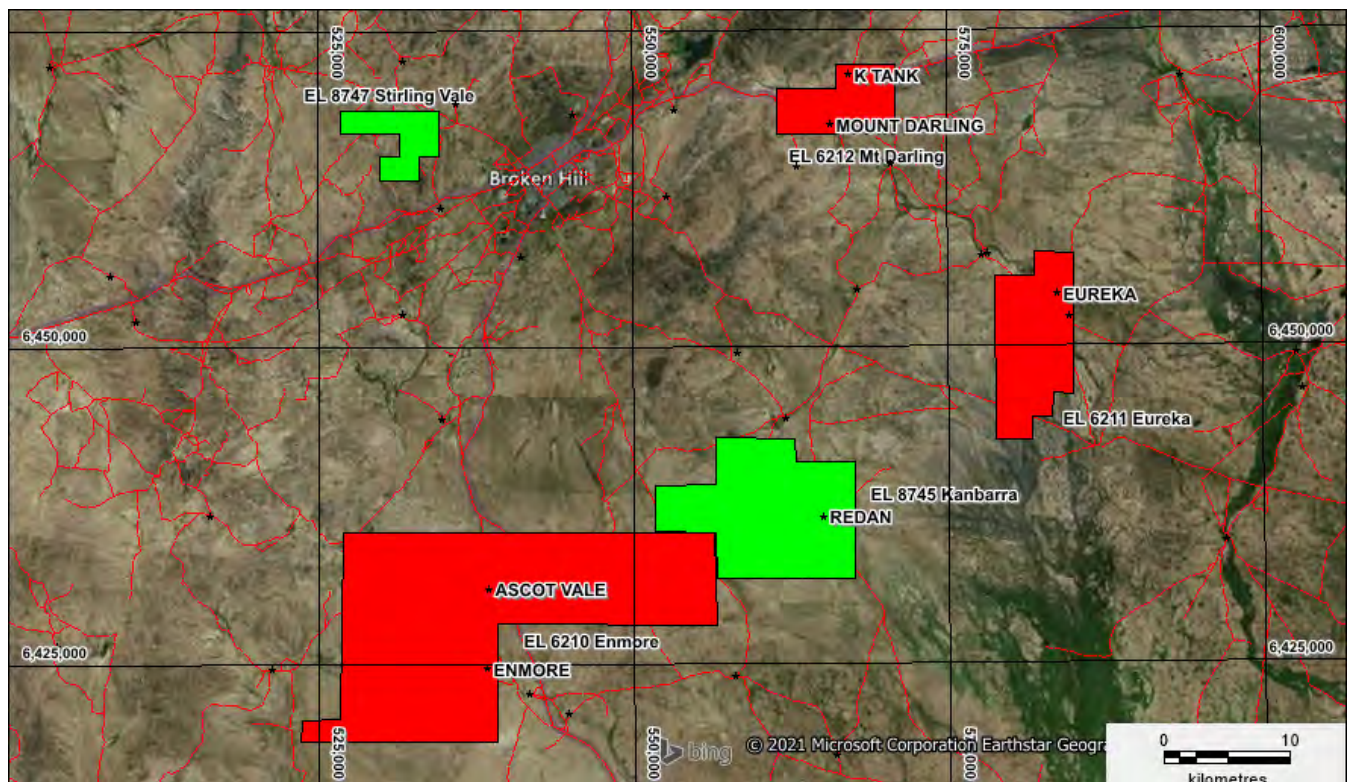 525,000
550,000
575,000
600,000
K TANK
EL 8747 Stirling Vale
MOUNT DARLING
EL 6212 Mt Darling
Broken Hill
EUREKA
6,450,000
6,450,000
EL 6211 Eureka
EL 8745 Kanbarra
REDAN
ASCOT VALE
EL 6210 Enmore
6,425,000
6,425,000
ENMORE
525,000
550,000
575,000
bing © 2021 Microsoft Corporation Earthstar Geogra
0 10
kilometres